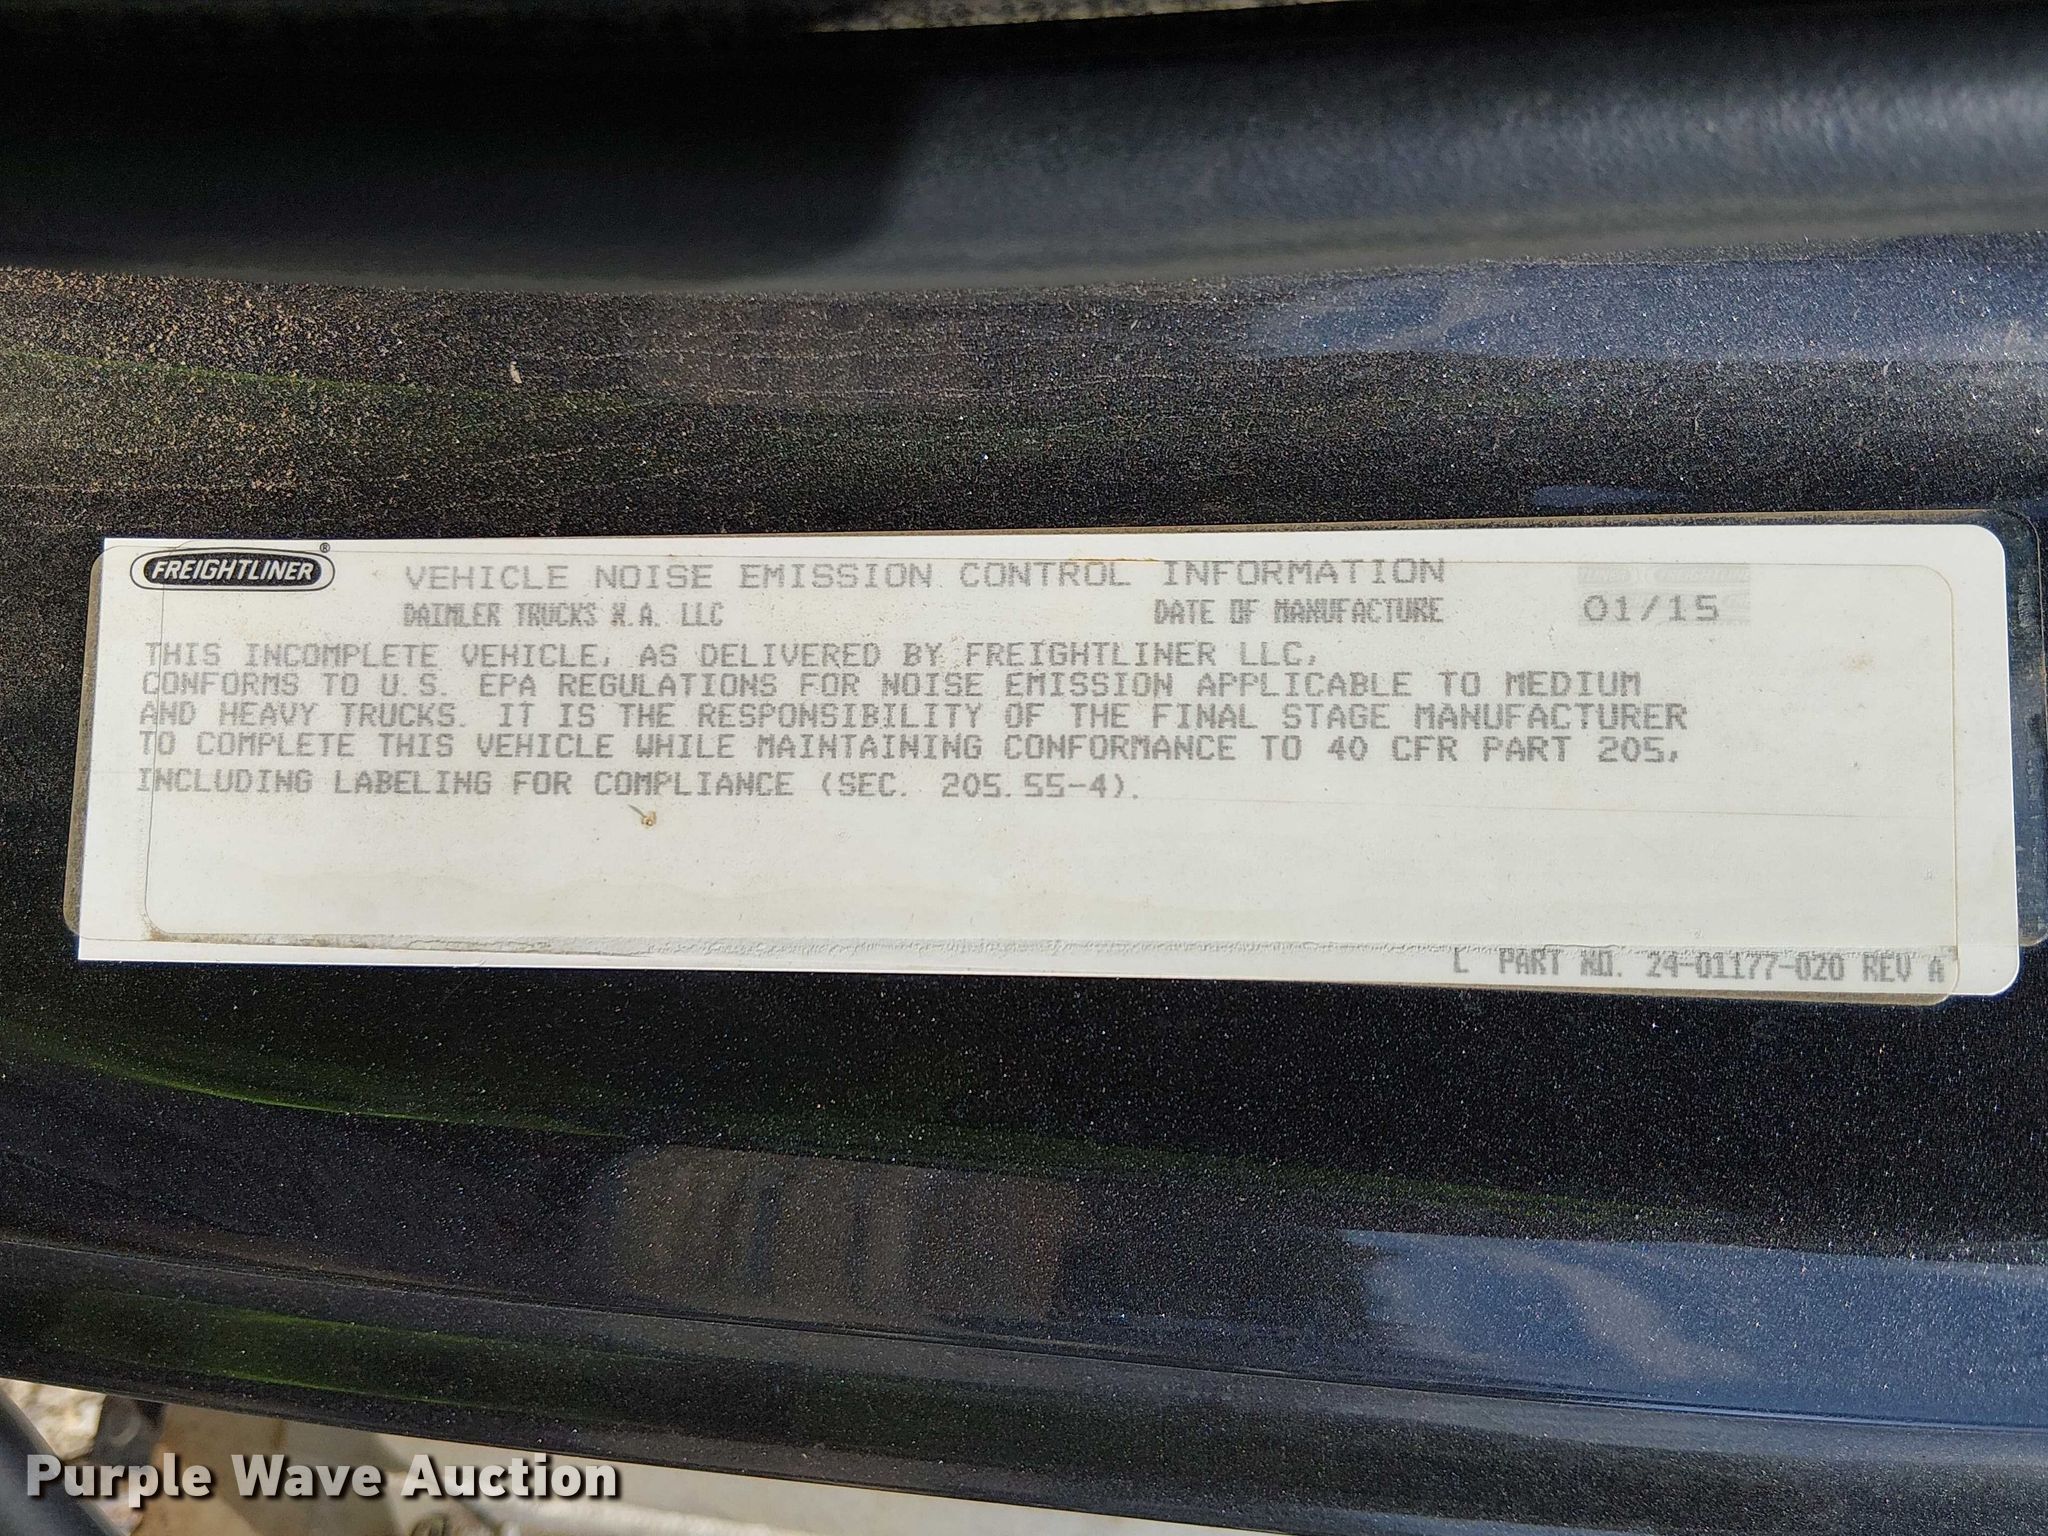 FREIGHTLINER®
VEHICLE NOISE EMISSION CONTROL INFORMATION
DAIMLER TRUCKS N.A. LLC DATE OF MANUFACTURE 01/15
THIS INCOMPLETE VEHICLE, AS DELIVERED BY FREIGHTLINER LLC,
CONFORMS TO U.S. EPA REGULATIONS FOR NOISE EMISSION APPLICABLE TO MEDIUM
AND HEAVY TRUCKS. IT IS THE RESPONSIBILITY OF THE FINAL STAGE MANUFACTURER
TO COMPLETE THIS VEHICLE WHILE MAINTAINING CONFORMANCE TO 40 CFR PART 205,
INCLUDING LABELING FOR COMPLIANCE (SEC. 205.55-4).
L PART NO. 24-01177-020 REV A
Purple Wave Auction